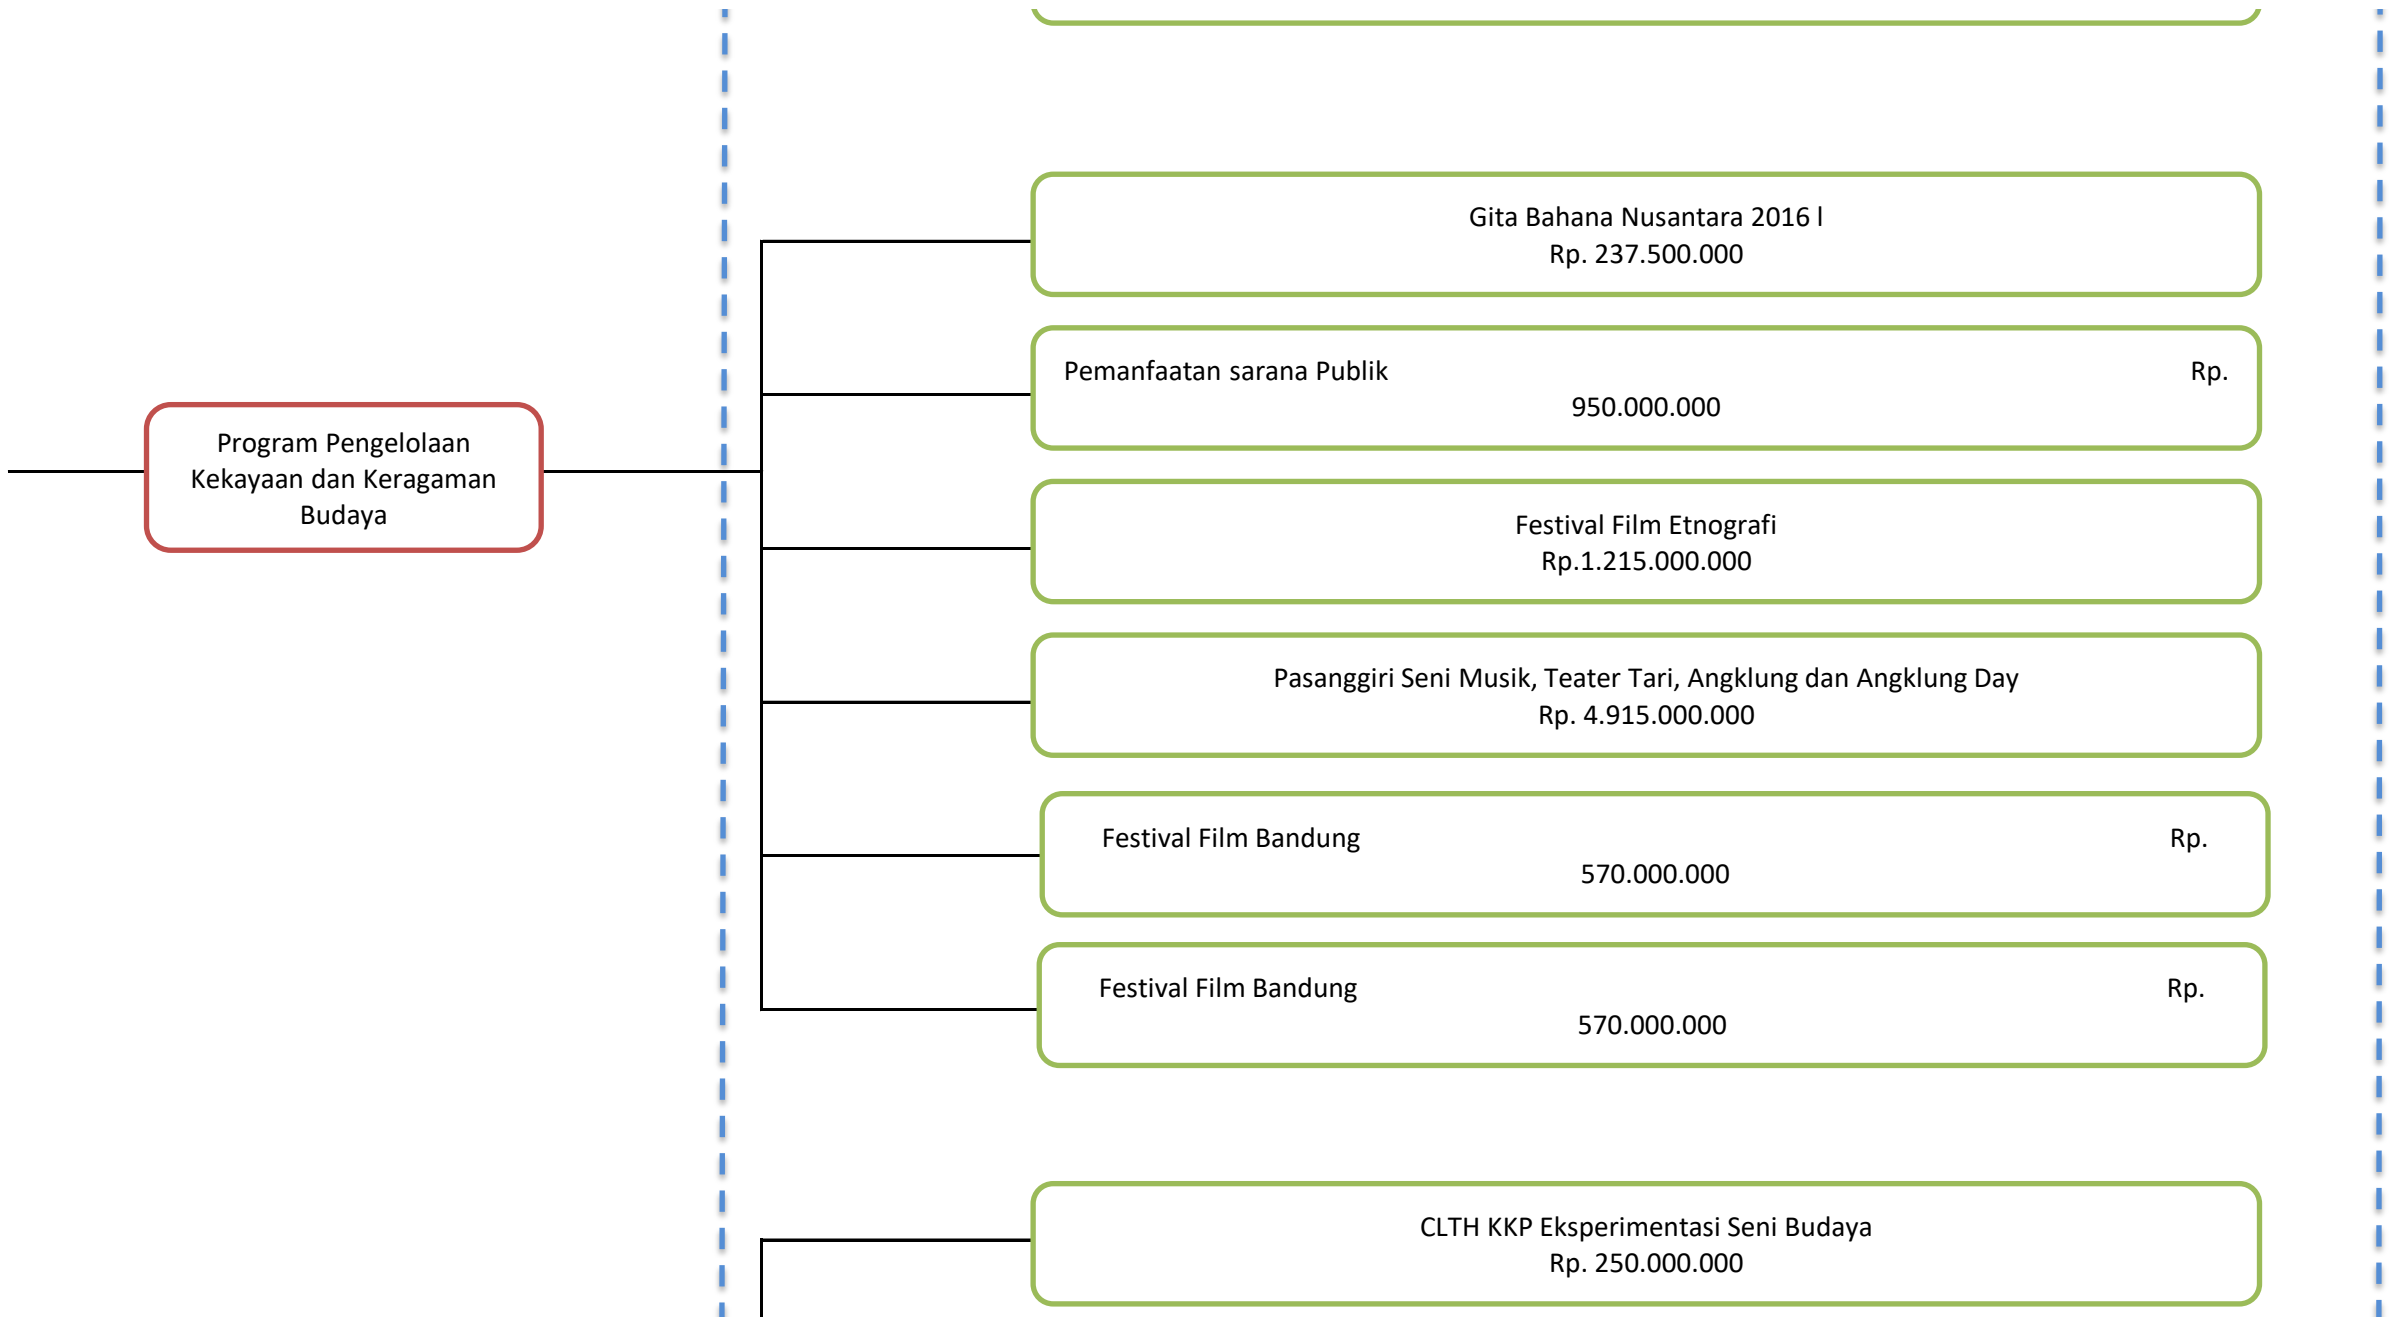 Gita Bahana Nusantara 2016 l
Rp. 237.500.000
Pemanfaatan sarana Publik Rp.
950.000.000
Program Pengelolaan
Kekayaan dan Keragaman
Budaya
Festival Film Etnografi
Rp.1.215.000.000
Pasanggiri Seni Musik, Teater Tari, Angklung dan Angklung Day
Rp. 4.915.000.000
Festival Film Bandung Rp.
570.000.000
Festival Film Bandung Rp.
570.000.000
CLTH KKP Eksperimentasi Seni Budaya
Rp. 250.000.000